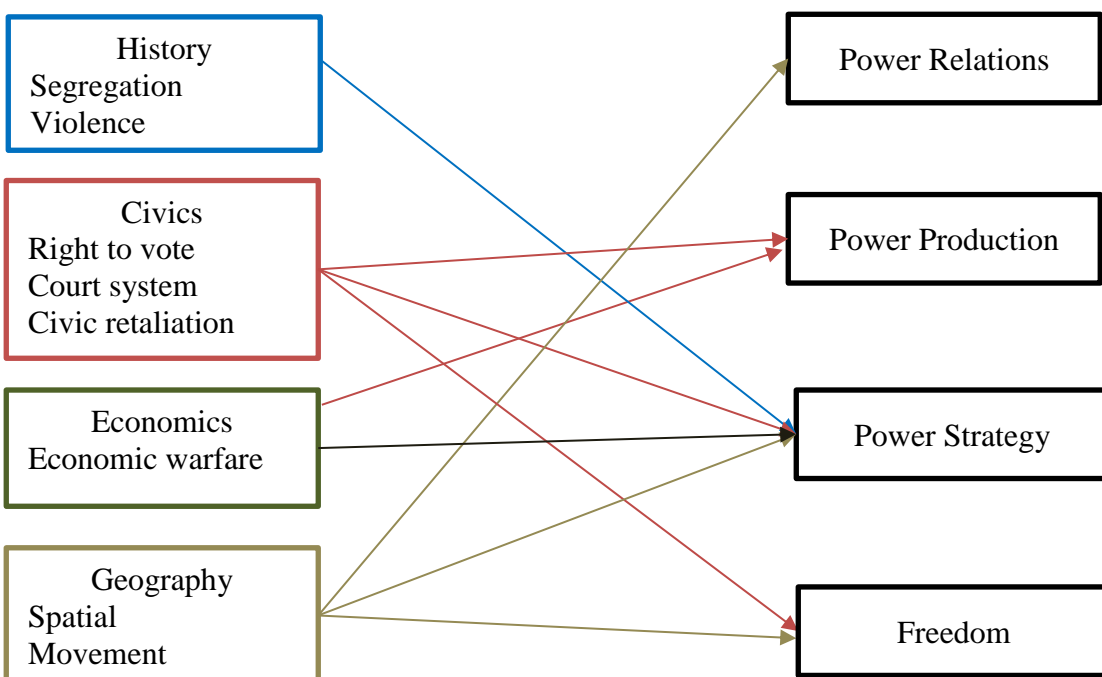 History
Segregation
Violence
Civics
Right to vote
Court system
Civic retaliation
Economics
Economic warfare
Geography
Spatial
Movement
Power Relations
Power Production
Power Strategy
Freedom